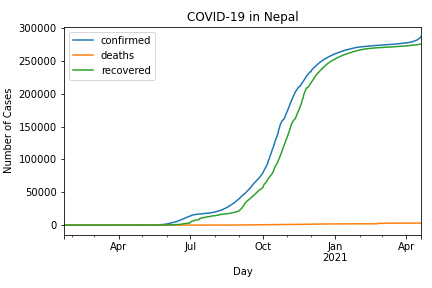 COVID-19 in Nepal
confirmed
deaths
recovered
300000
250000
200000
150000
100000
50000
0
Number of Cases
Apr
Jul
Oct
Jan
2021
Apr
Day